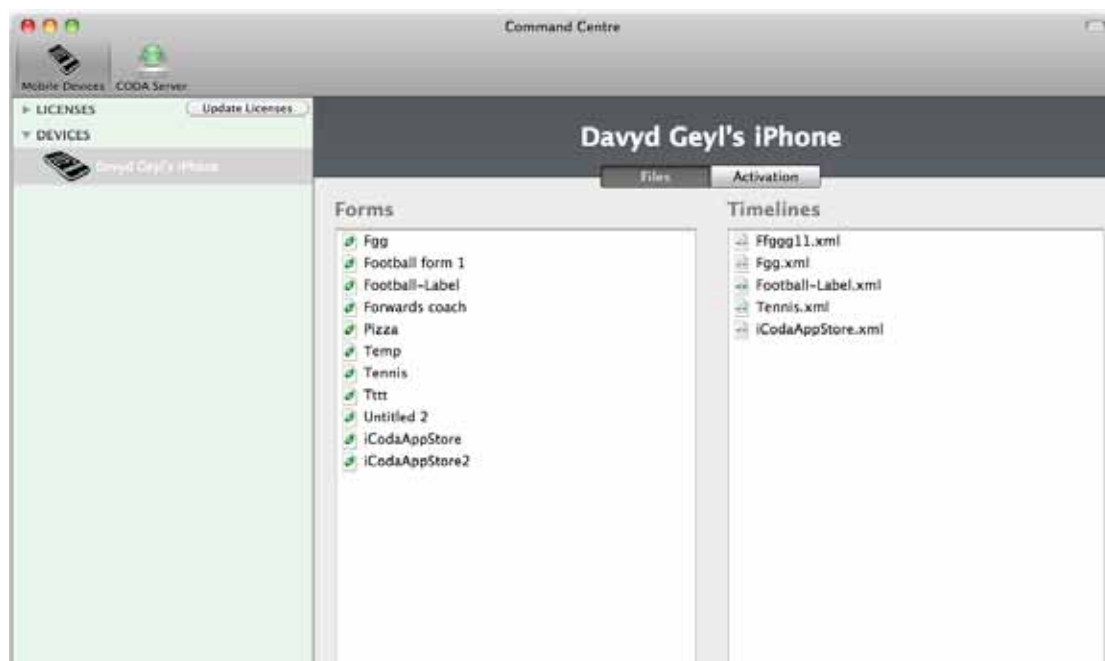 Command Centre
Mobile Devices CODA Server
LICENSES Update Licenses
DEVICES
Davyd Geyl's iPhone
Davyd Geyl's iPhone
Files Activation
Forms
Fgg
Football form 1
Football-Label
Forwards coach
Pizza
Temp
Tennis
Tttt
Untitled 2
iCodaAppStore
iCodaAppStore2
Timelines
Ffggg11.xml
Fgg.xml
Football-Label.xml
Tennis.xml
iCodaAppStore.xml